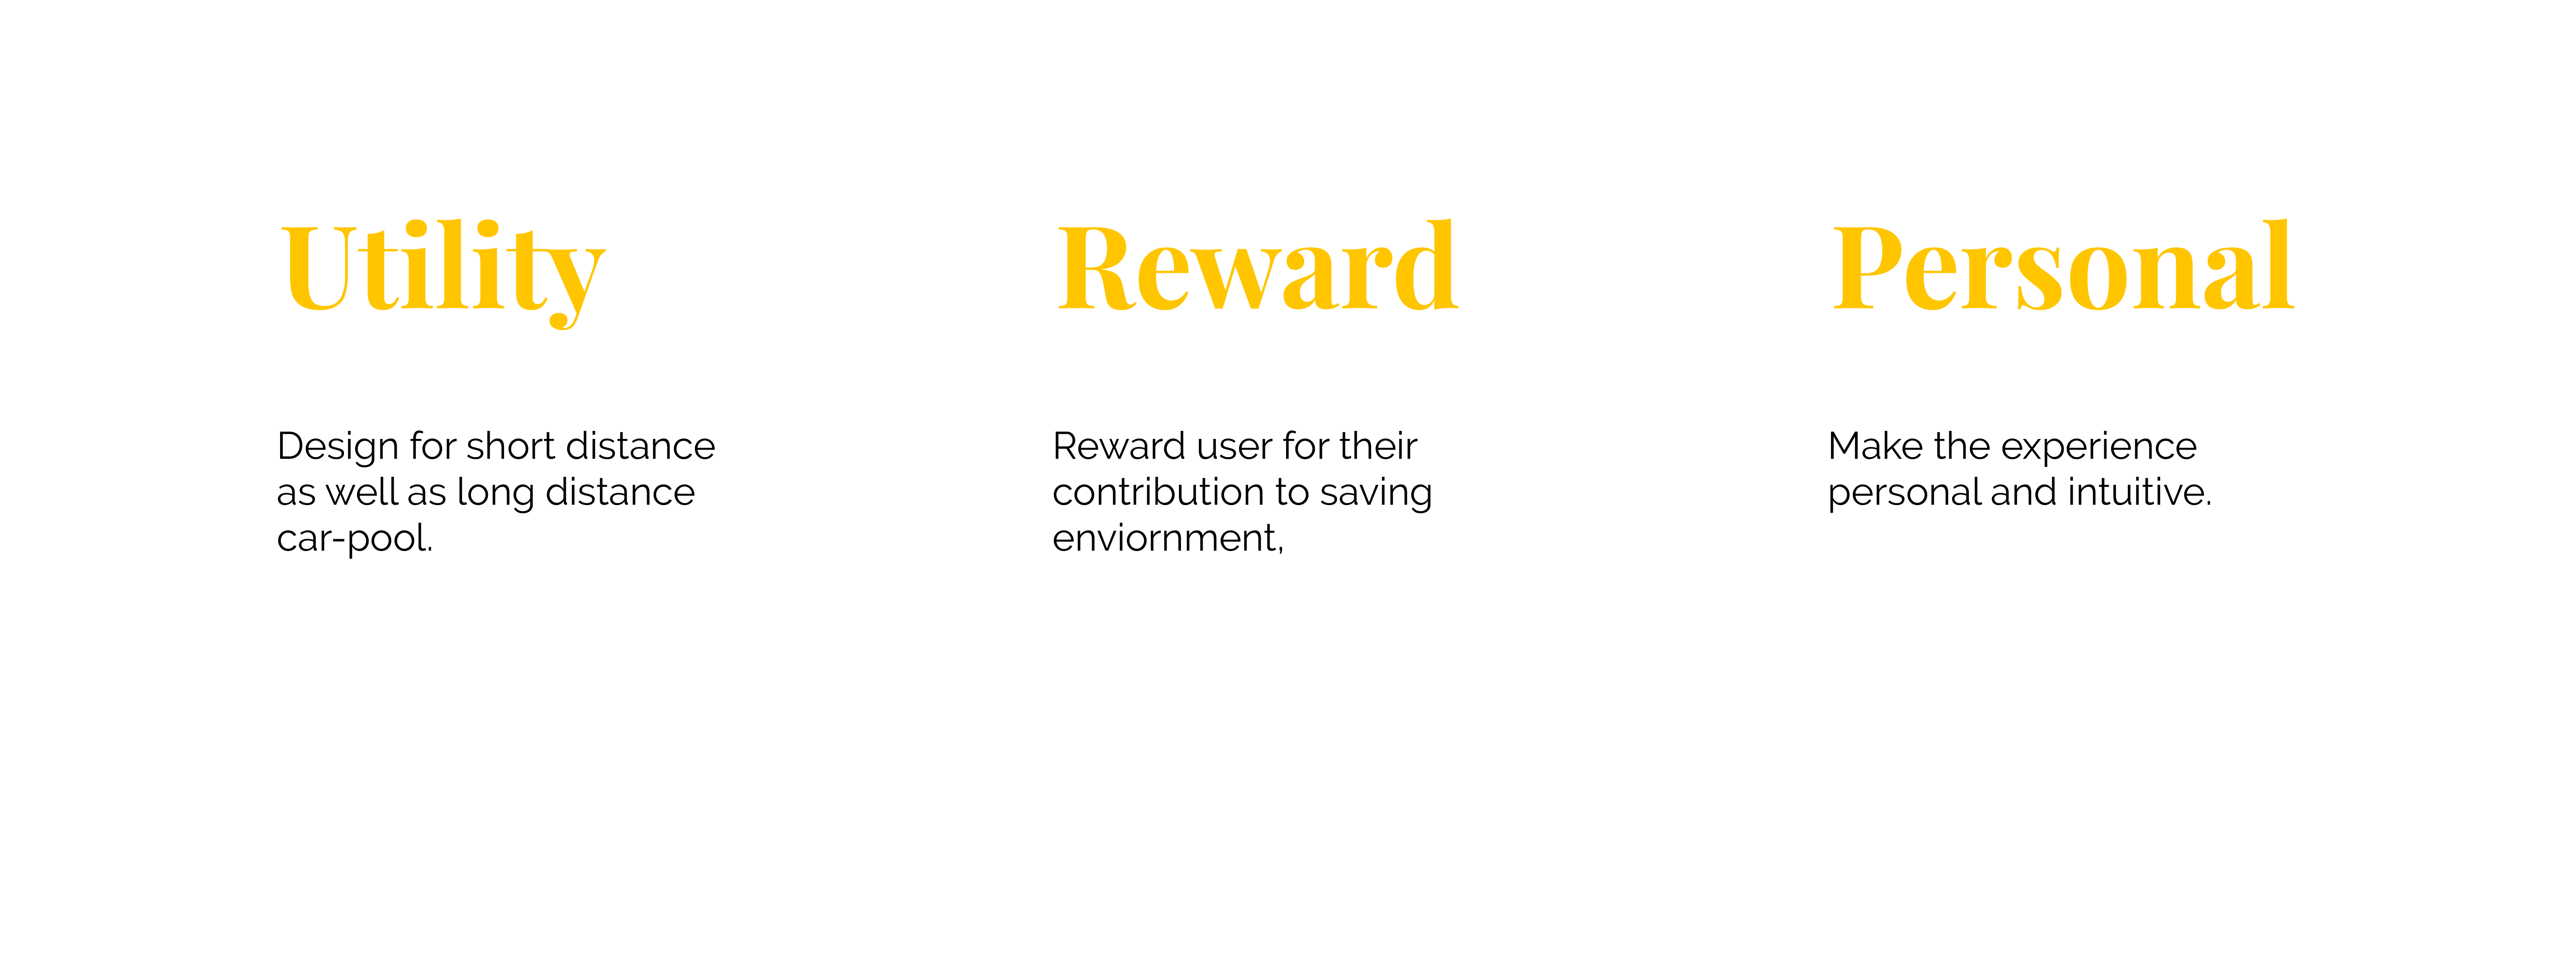 Utility
Design for short distance
as well as long distance
car-pool.
Reward
Reward user for their
contribution to saving
enviornment,
Personal
Make the experience
personal and intuitive.